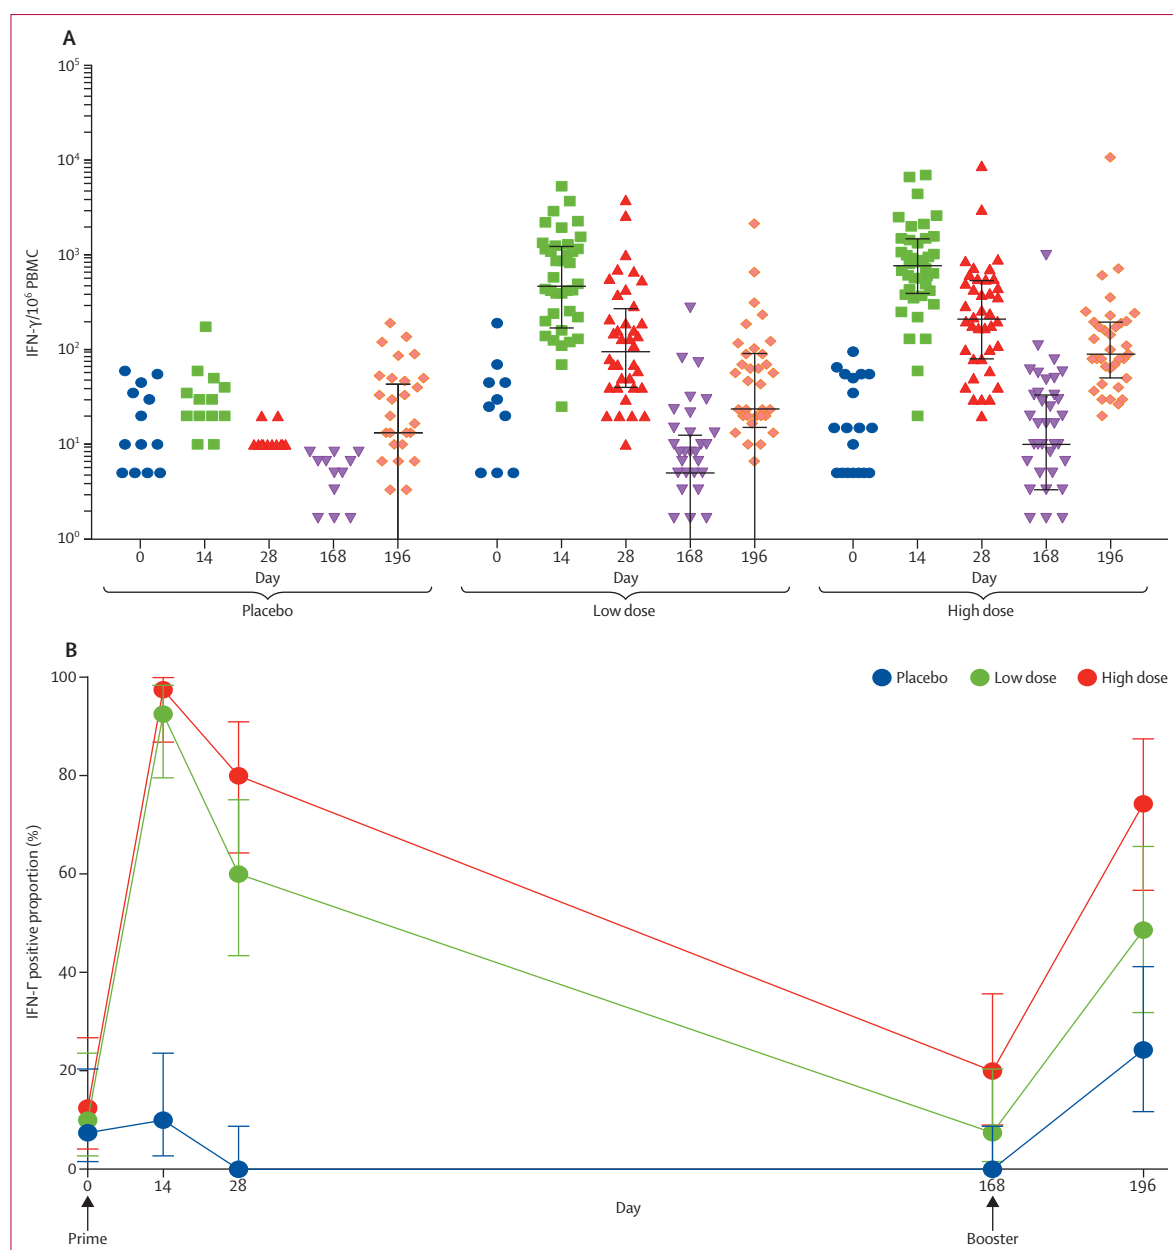 A
IFN-γ/10⁶ PBMC
10⁵
10⁴
10³
10²
10¹
10⁰
0 14 28 168 196 0 14 28 168 196 0 14 28 168 196
Day Day Day
Placebo Low dose High dose
B
Placebo Low dose High dose
IFN-Γ positive proportion (%)
100
80
60
40
20
0
0 14 28 168 196
Day
Prime Booster